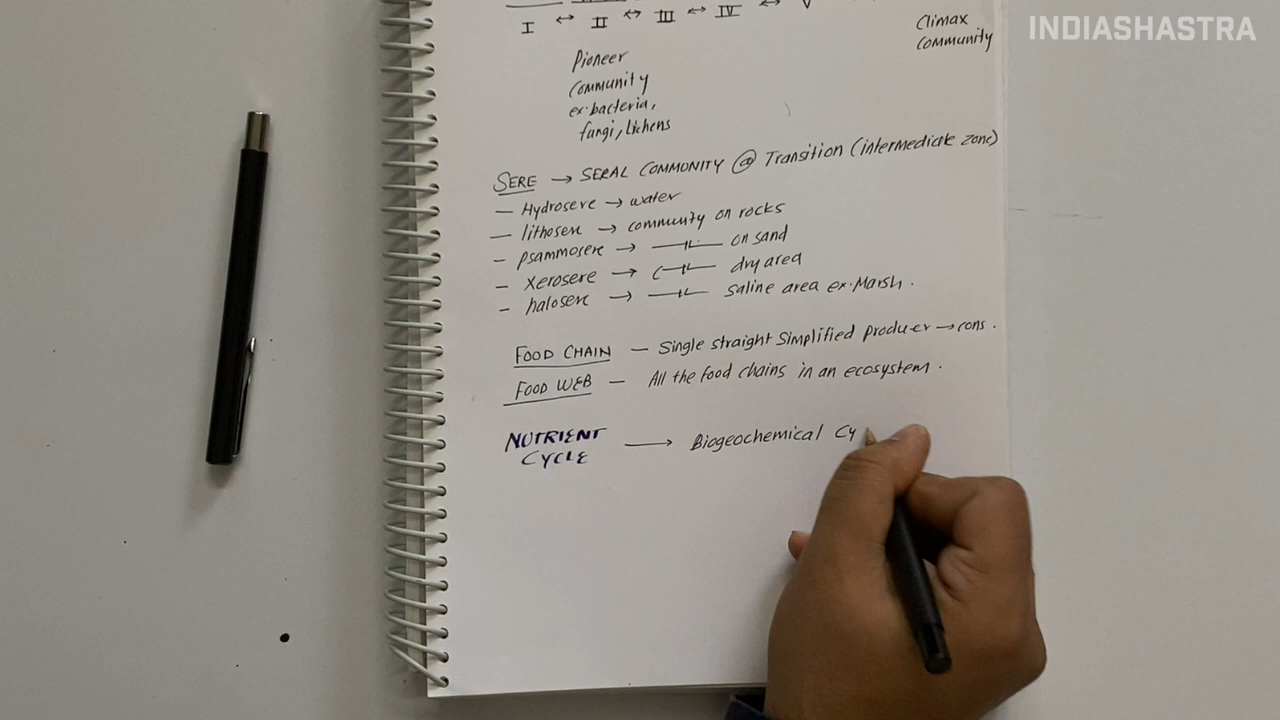 INDIASHASTRA
I ↔ II ↔ III ↔ IV ↔ V
Climax
Community
Pioneer
Community
ex. bacteria,
fungi, Lichens
SERE → SERAL COMMUNITY @ Transition (intermediate zone)
— Hydrosere → water
— lithosere → community on rocks
- psammosere → —〃— on sand
- xerosere → (—〃— dry area
- halosere → —〃— saline area ex. Marsh.
FOOD CHAIN — Single straight Simplified producer → cons.
FOOD WEB — All the food chains in an ecosystem.
NUTRIENT CYCLE → Biogeochemical Cy